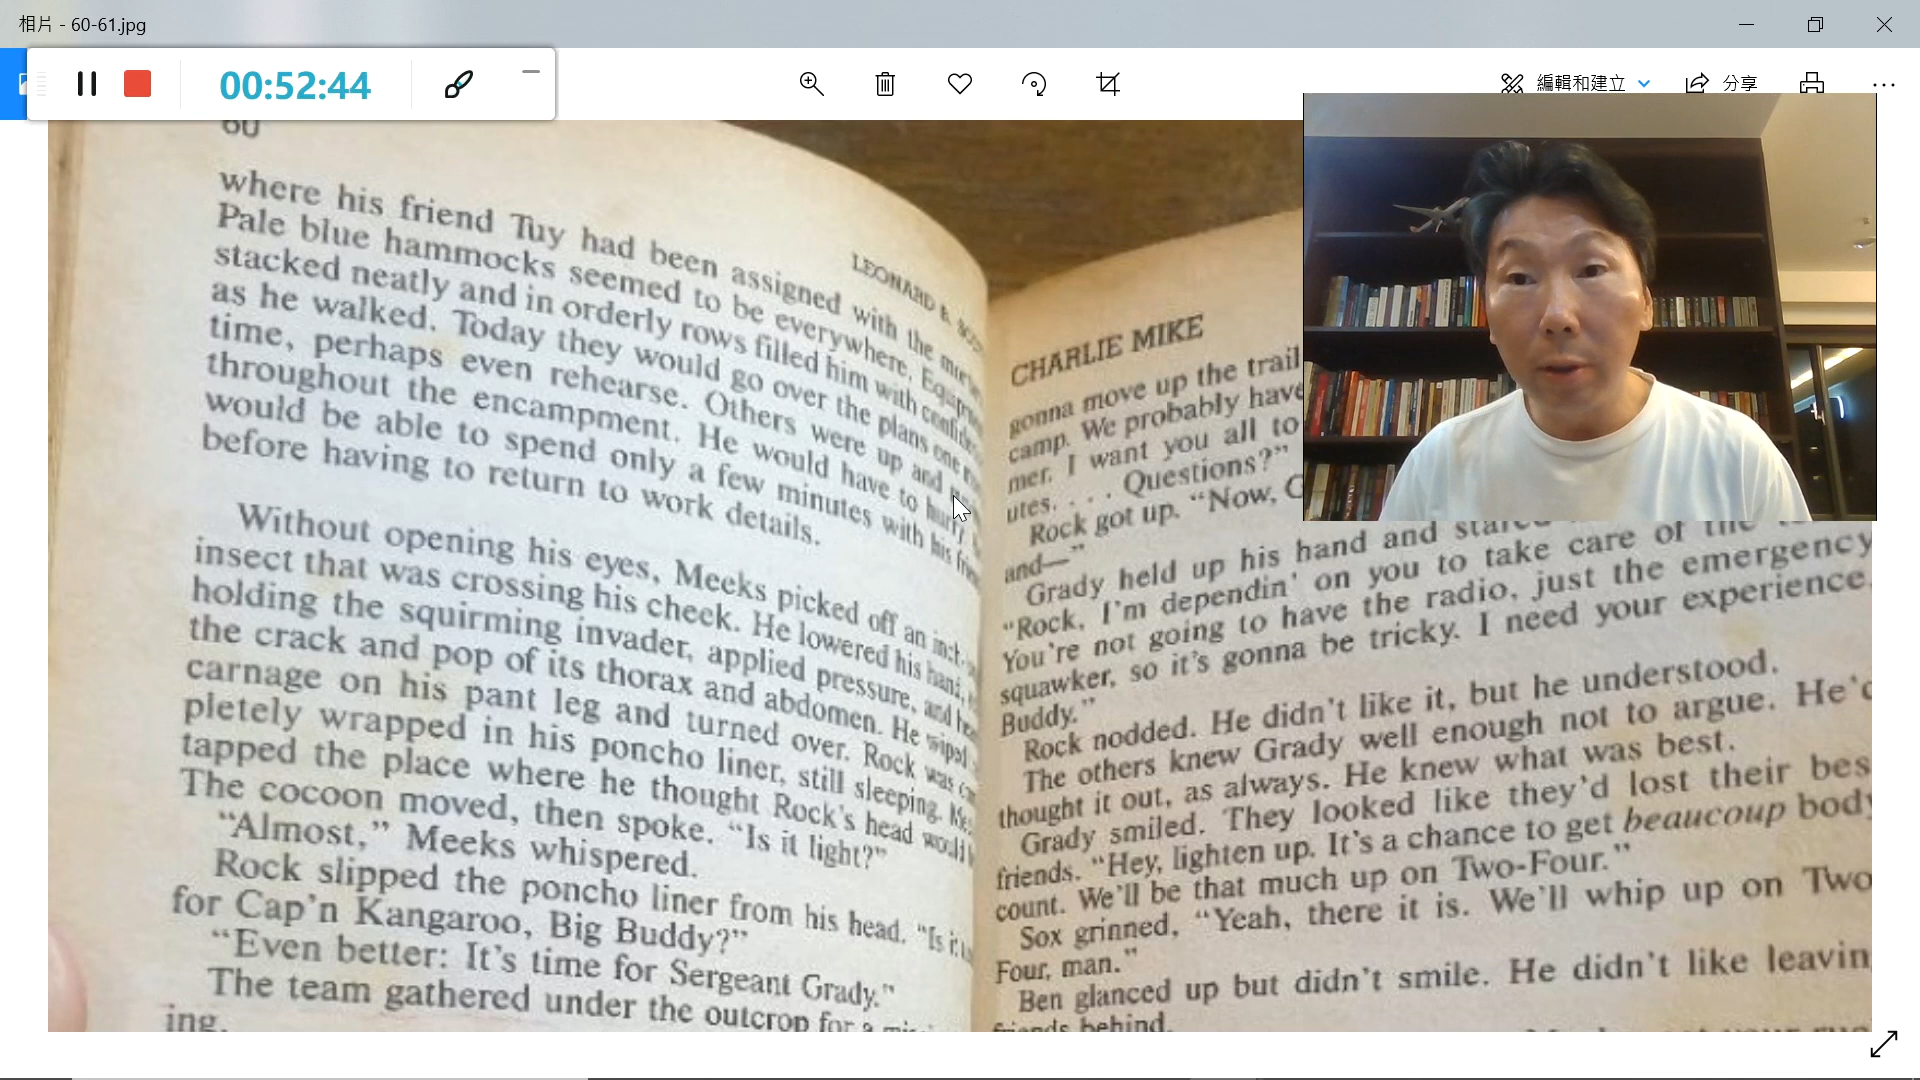 相片 - 60-61.jpg
00:52:44
編輯和建立
分享
60
LEONARD B.
where his friend Tuy had been assigned with the
Pale blue hammocks seemed to be everywhere.
stacked neatly and in orderly rows filled him with
as he walked. Today they would go over the plans one
time, perhaps even rehearse. Others were up and
throughout the encampment. He would have to hurry.
would be able to spend only a few minutes with his
before having to return to work details.
Without opening his eyes, Meeks picked off an
insect that was crossing his cheek. He lowered his hand,
holding the squirming invader, applied pressure, and
the crack and pop of its thorax and abdomen. He wiped
carnage on his pant leg and turned over. Rock was
pletely wrapped in his poncho liner, still sleeping.
tapped the place where he thought Rock's head would
The cocoon moved, then spoke. "Is it light?"
"Almost," Meeks whispered.
Rock slipped the poncho liner from his head. "Is it
for Cap'n Kangaroo, Big Buddy?"
"Even better: It's time for Sergeant Grady."
The team gathered under the outcrop for a
ing.
CHARLIE MIKE
gonna move up the trail
camp. We probably have
mer. I want you all to
utes. . . . Questions?"
Rock got up. "Now,
and—"
Grady held up his hand and
"Rock, I'm dependin' on you to take care of the
You're not going to have the radio, just the emergency
squawker, so it's gonna be tricky. I need your experience,
Buddy."
Rock nodded. He didn't like it, but he understood.
The others knew Grady well enough not to argue. He'd
thought it out, as always. He knew what was best.
Grady smiled. They looked like they'd lost their
friends. "Hey, lighten up. It's a chance to get beaucoup body
count. We'll be that much up on Two-Four."
Sox grinned, "Yeah, there it is. We'll whip up on Two
Four, man."
Ben glanced up but didn't smile. He didn't like
friends behind.